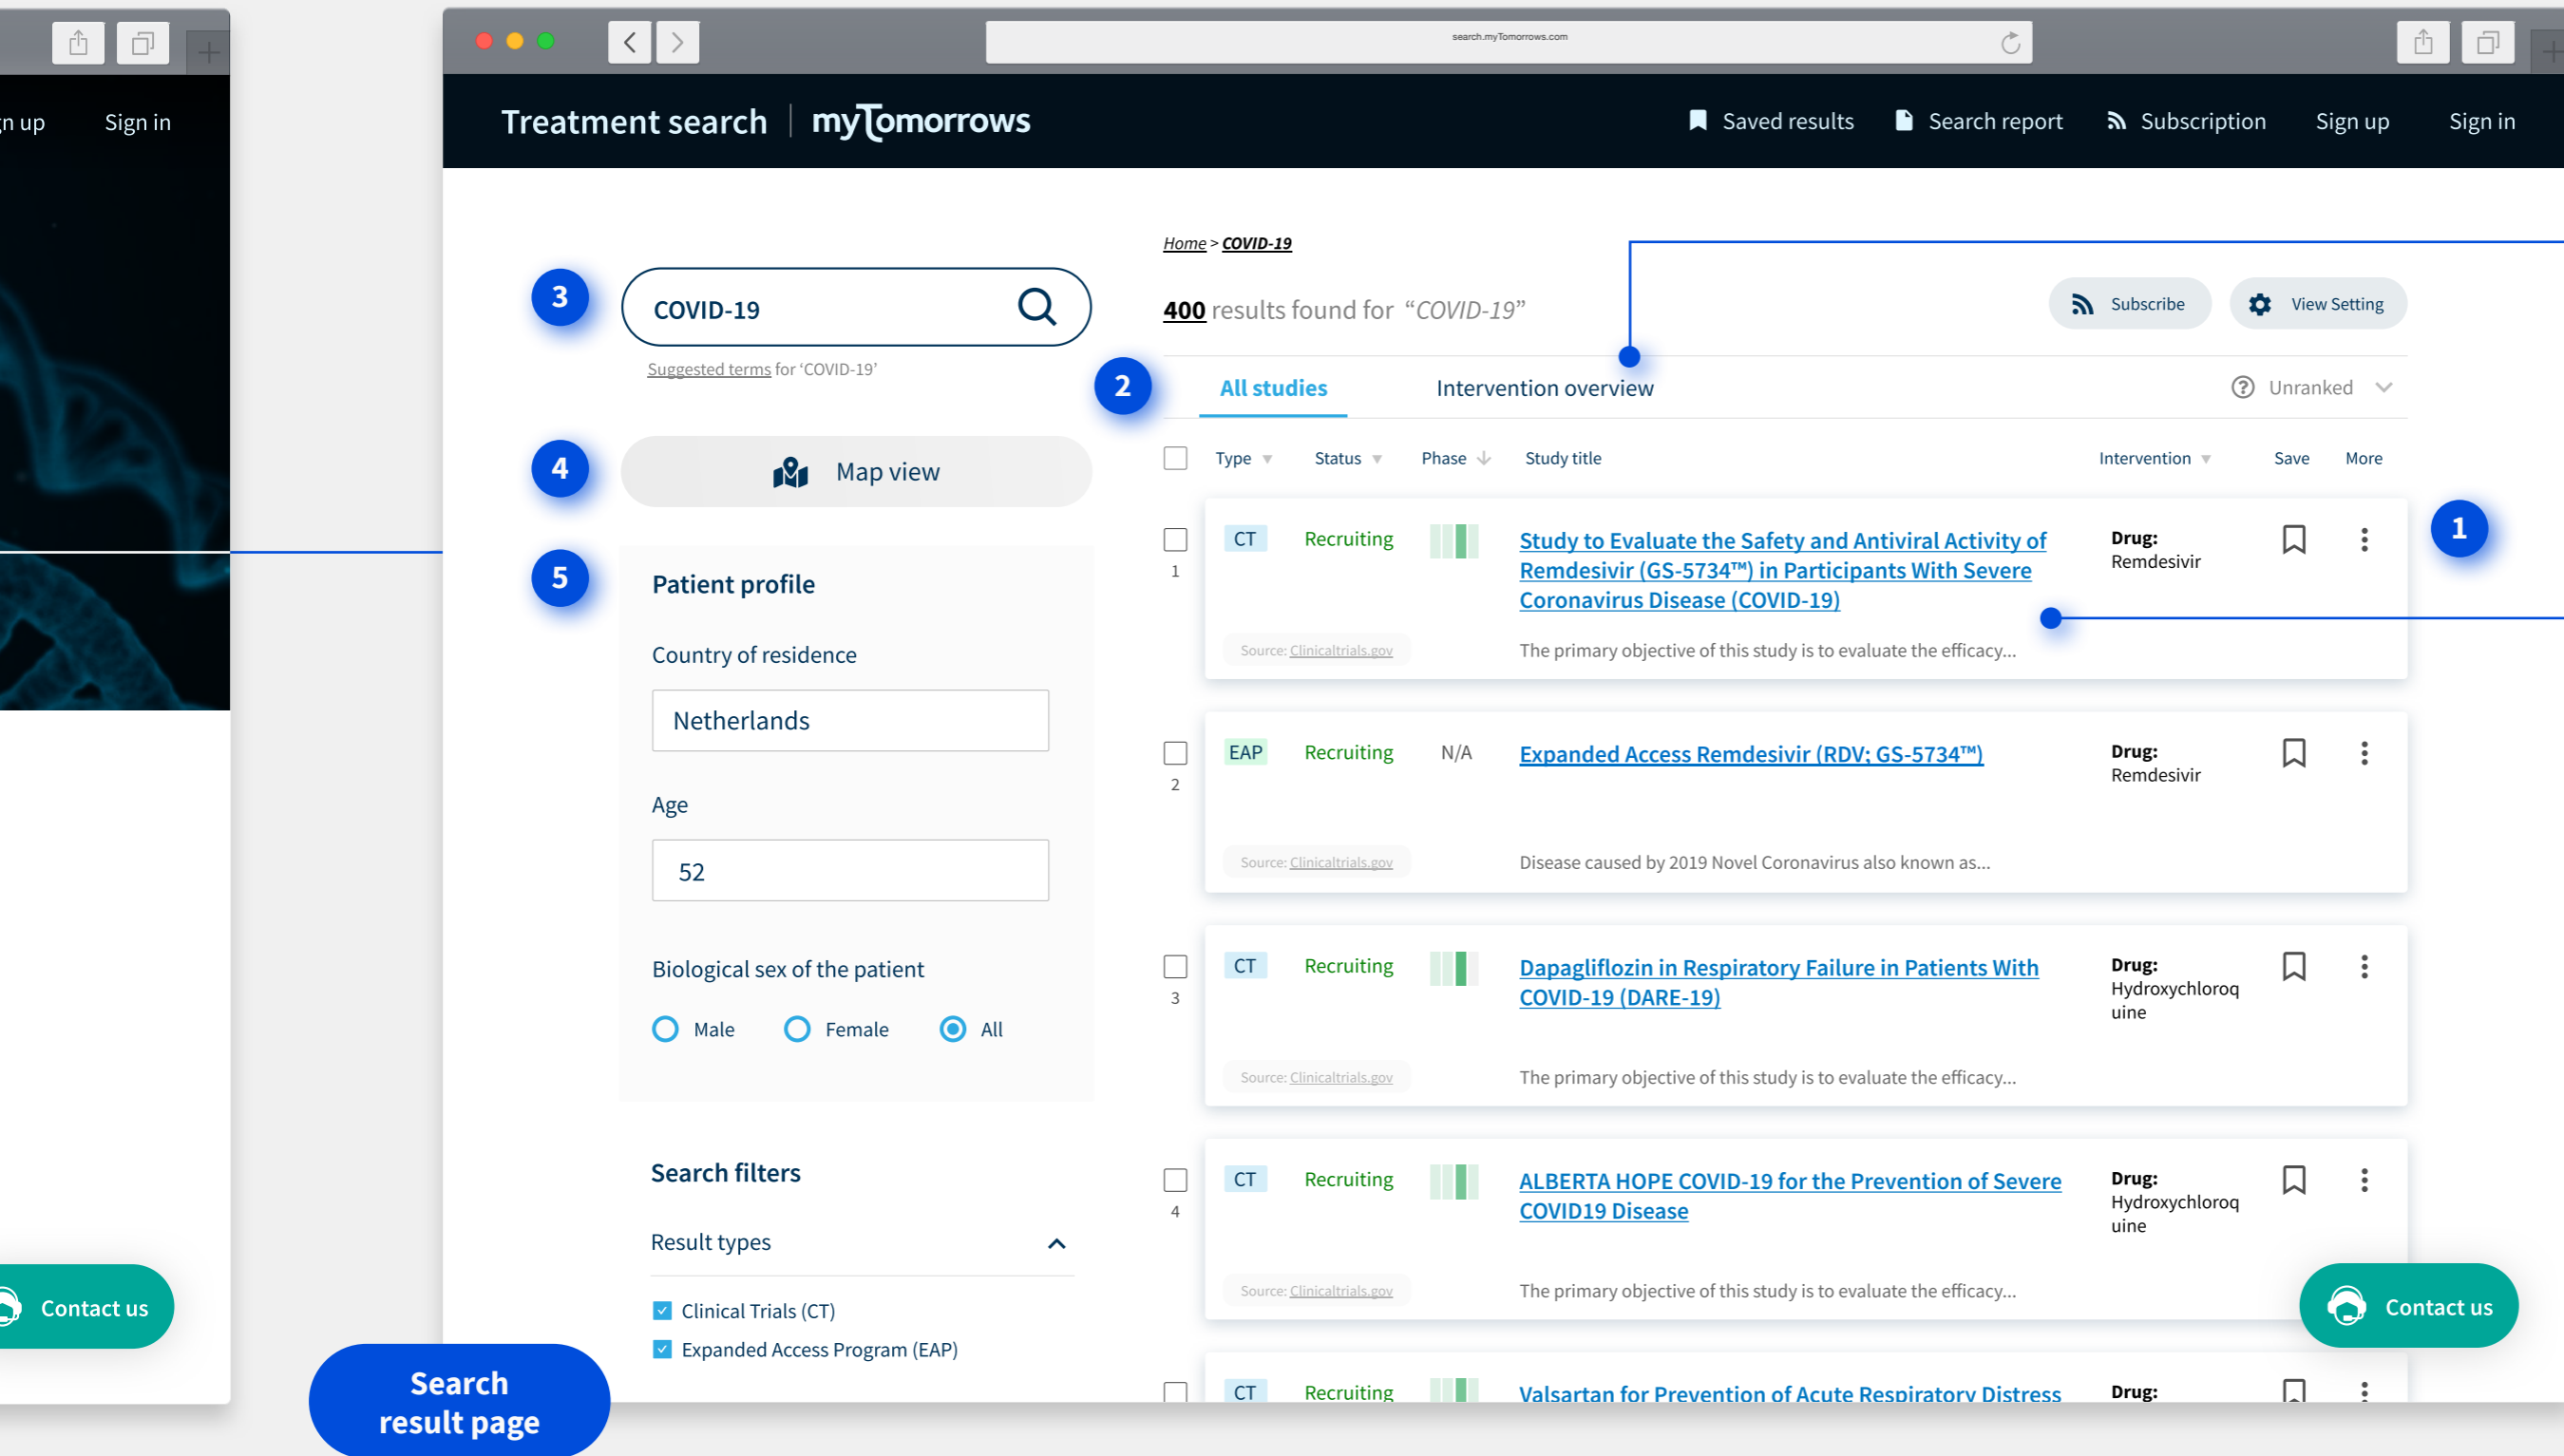 search.myTomorrows.com
Sign in
Treatment search
myTomorrows
Saved results
Search report
Subscription
Sign up
Sign in
Home > COVID-19
3
COVID-19
400 results found for “COVID-19”
Subscribe
View Setting
Suggested terms for ‘COVID-19’
2
All studies
Intervention overview
Unranked
4
Map view
Type
Status
Phase
Study title
Intervention
Save
More
5
Patient profile
Country of residence
Netherlands
Age
52
Biological sex of the patient
Male
Female
All
Search filters
Result types
Clinical Trials (CT)
Expanded Access Program (EAP)
1
1
CT
Recruiting
Study to Evaluate the Safety and Antiviral Activity of
Remdesivir (GS-5734™) in Participants With Severe
Coronavirus Disease (COVID-19)
Drug:
Remdesivir
Source: Clinicaltrials.gov
The primary objective of this study is to evaluate the efficacy...
2
EAP
Recruiting
N/A
Expanded Access Remdesivir (RDV; GS-5734™)
Drug:
Remdesivir
Source: Clinicaltrials.gov
Disease caused by 2019 Novel Coronavirus also known as...
3
CT
Recruiting
Dapagliflozin in Respiratory Failure in Patients With
COVID-19 (DARE-19)
Drug:
Hydroxychloroq
uine
Source: Clinicaltrials.gov
The primary objective of this study is to evaluate the efficacy...
4
CT
Recruiting
ALBERTA HOPE COVID-19 for the Prevention of Severe
COVID19 Disease
Drug:
Hydroxychloroq
uine
Source: Clinicaltrials.gov
The primary objective of this study is to evaluate the efficacy...
CT
Recruiting
Valsartan for Prevention of Acute Respiratory Distress
Drug:
Contact us
Contact us
Search
result page